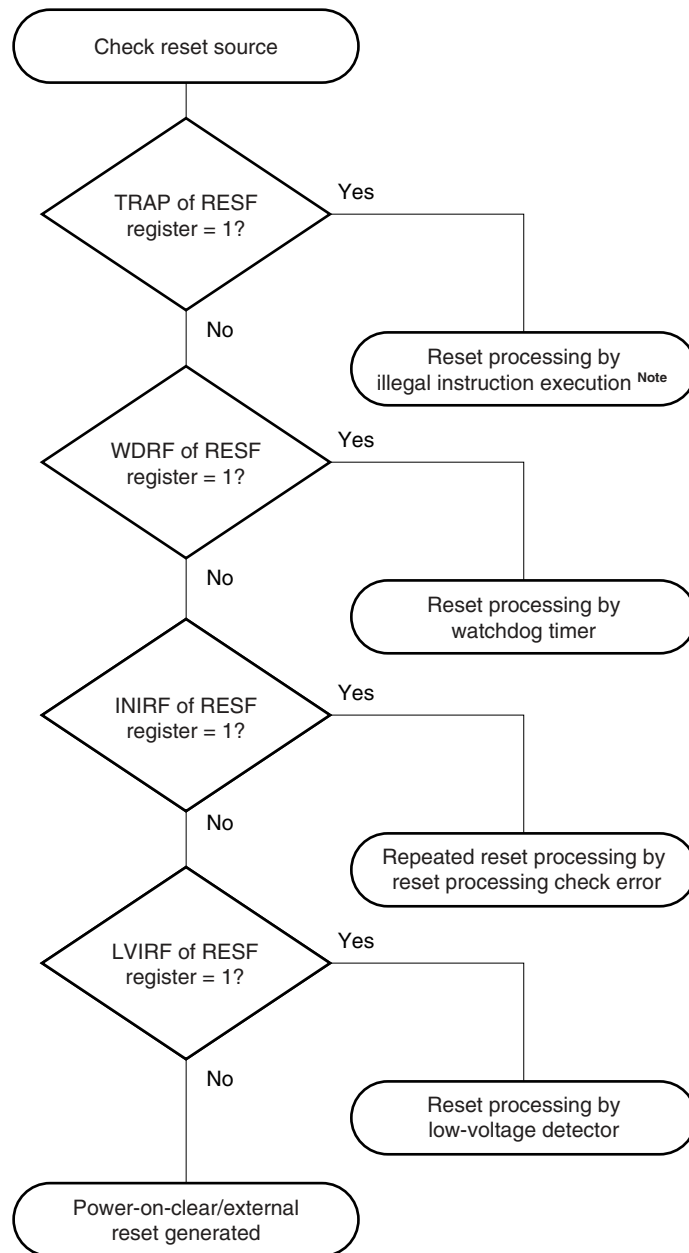 Check reset source
TRAP of RESF
register = 1?
Yes
No
Reset processing by
illegal instruction execution Note
WDRF of RESF
register = 1?
Yes
No
Reset processing by
watchdog timer
INIRF of RESF
register = 1?
Yes
No
Repeated reset processing by
reset processing check error
LVIRF of RESF
register = 1?
Yes
No
Reset processing by
low-voltage detector
Power-on-clear/external
reset generated